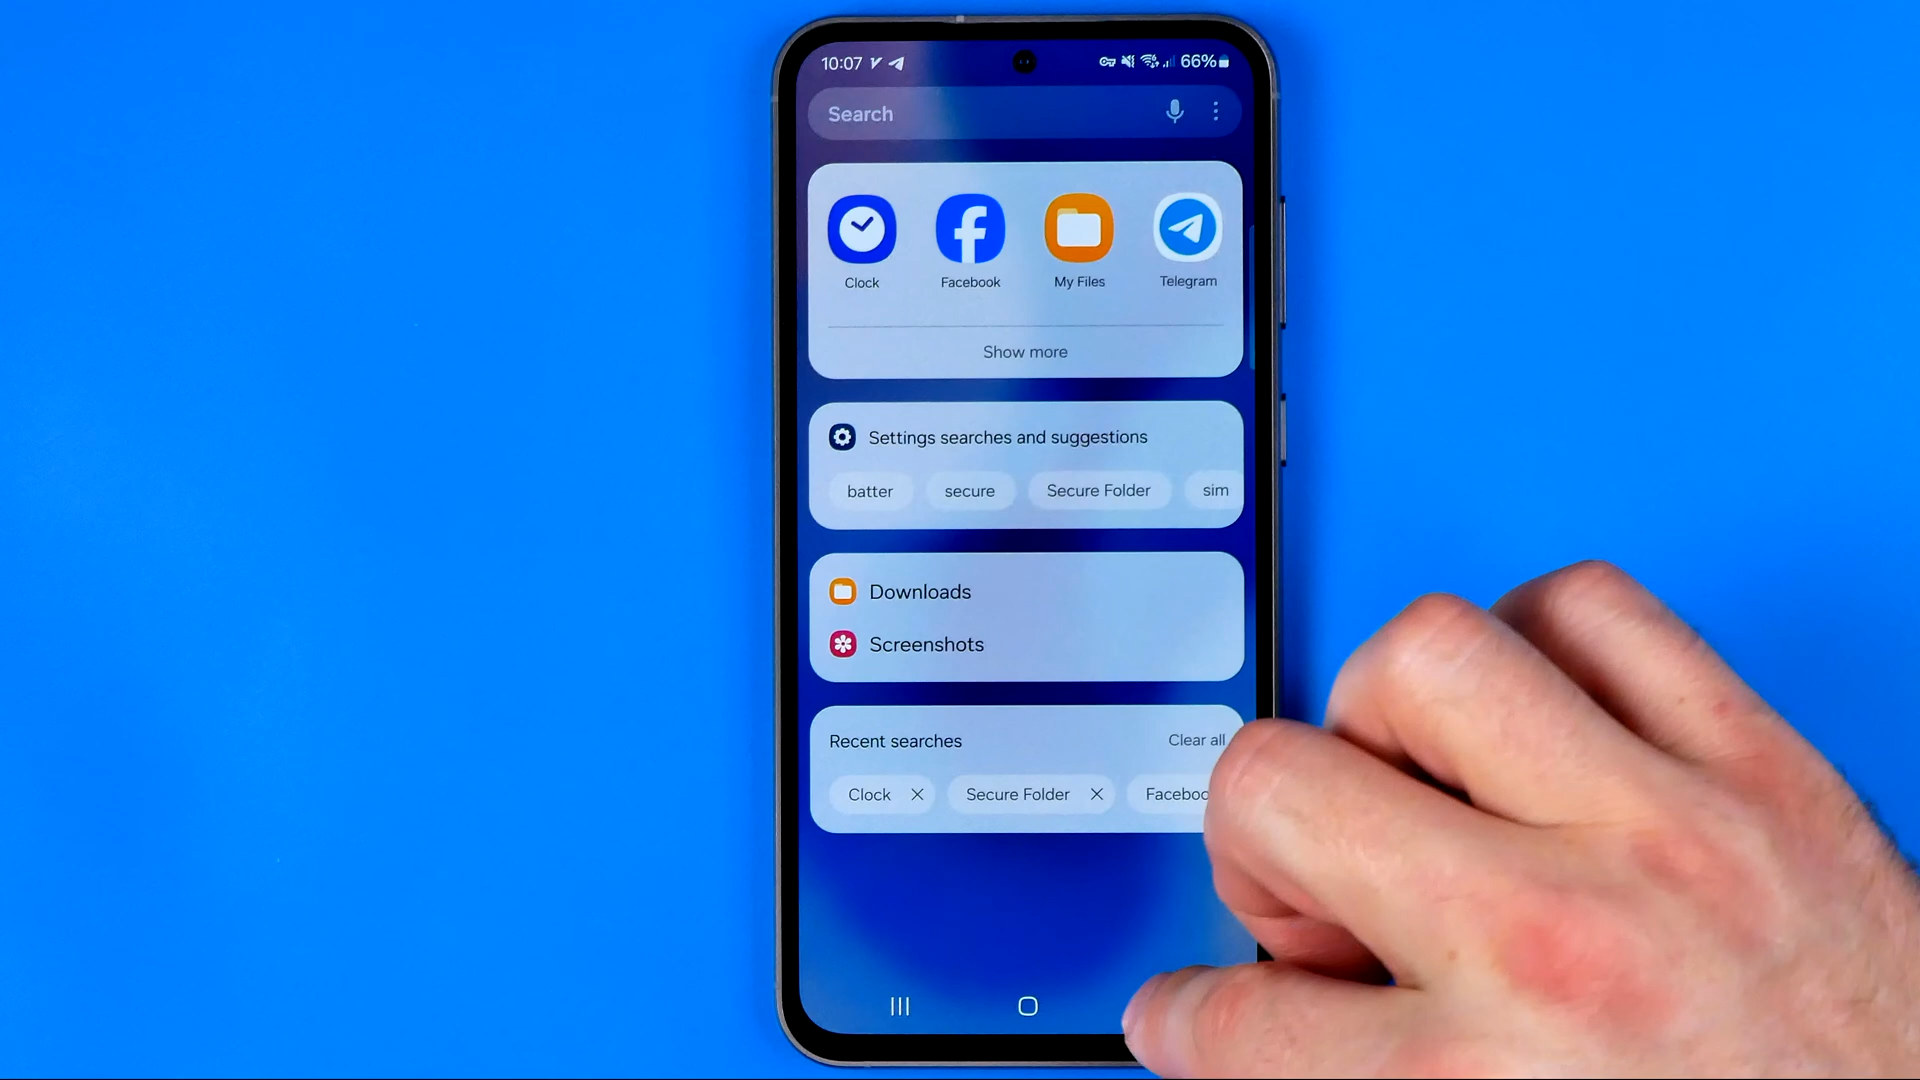 10:07 66%
Search
Clock Facebook My Files Telegram
Show more
Settings searches and suggestions
batter secure Secure Folder sim
Downloads
Screenshots
Recent searches Clear all
Clock Secure Folder Faceboo